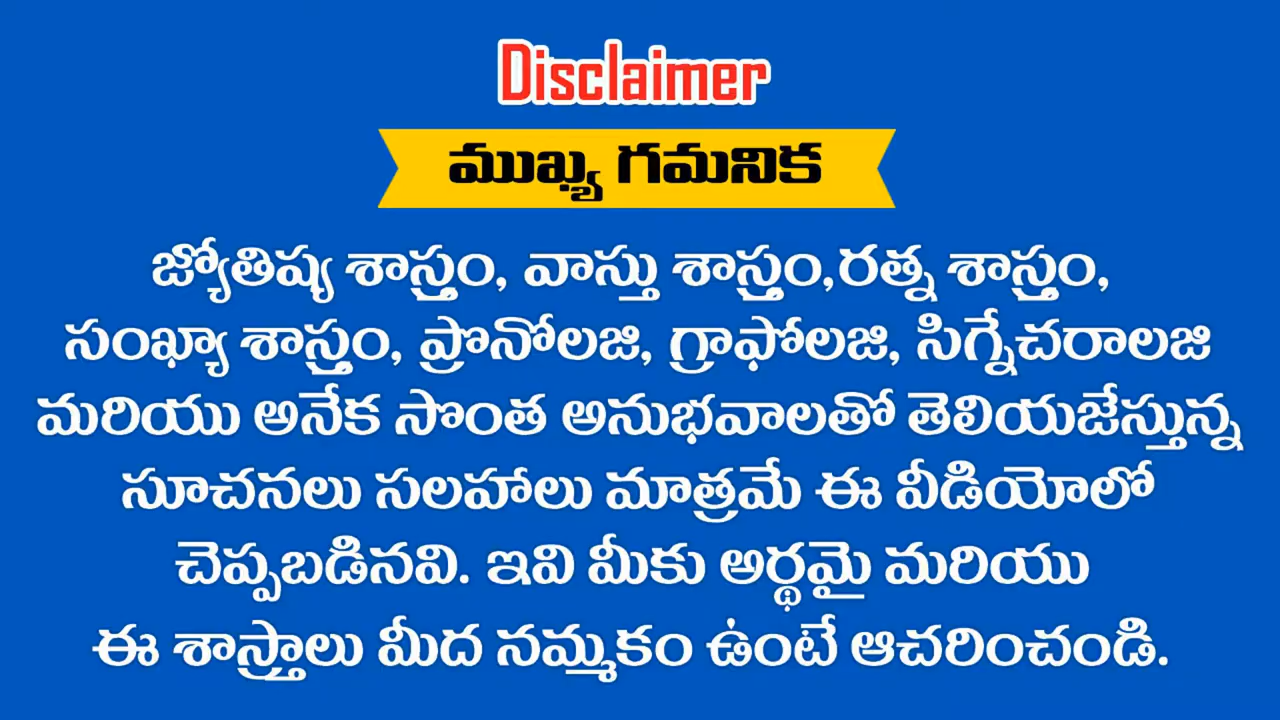 Disclaimer
ముఖ్య గమనిక
జ్యోతిష్య శాస్త్రం, వాస్తు శాస్త్రం,రత్న శాస్త్రం,
సంఖ్యా శాస్త్రం, ప్రొనోలజి, గ్రాఫోలజి, సిగ్నేచరాలజి
మరియు అనేక సొంత అనుభవాలతో తెలియజేస్తున్న
సూచనలు సలహాలు మాత్రమే ఈ వీడియోలో
చెప్పబడినవి. ఇవి మీకు అర్థమై మరియు
ఈ శాస్త్రాలు మీద నమ్మకం ఉంటే ఆచరించండి.